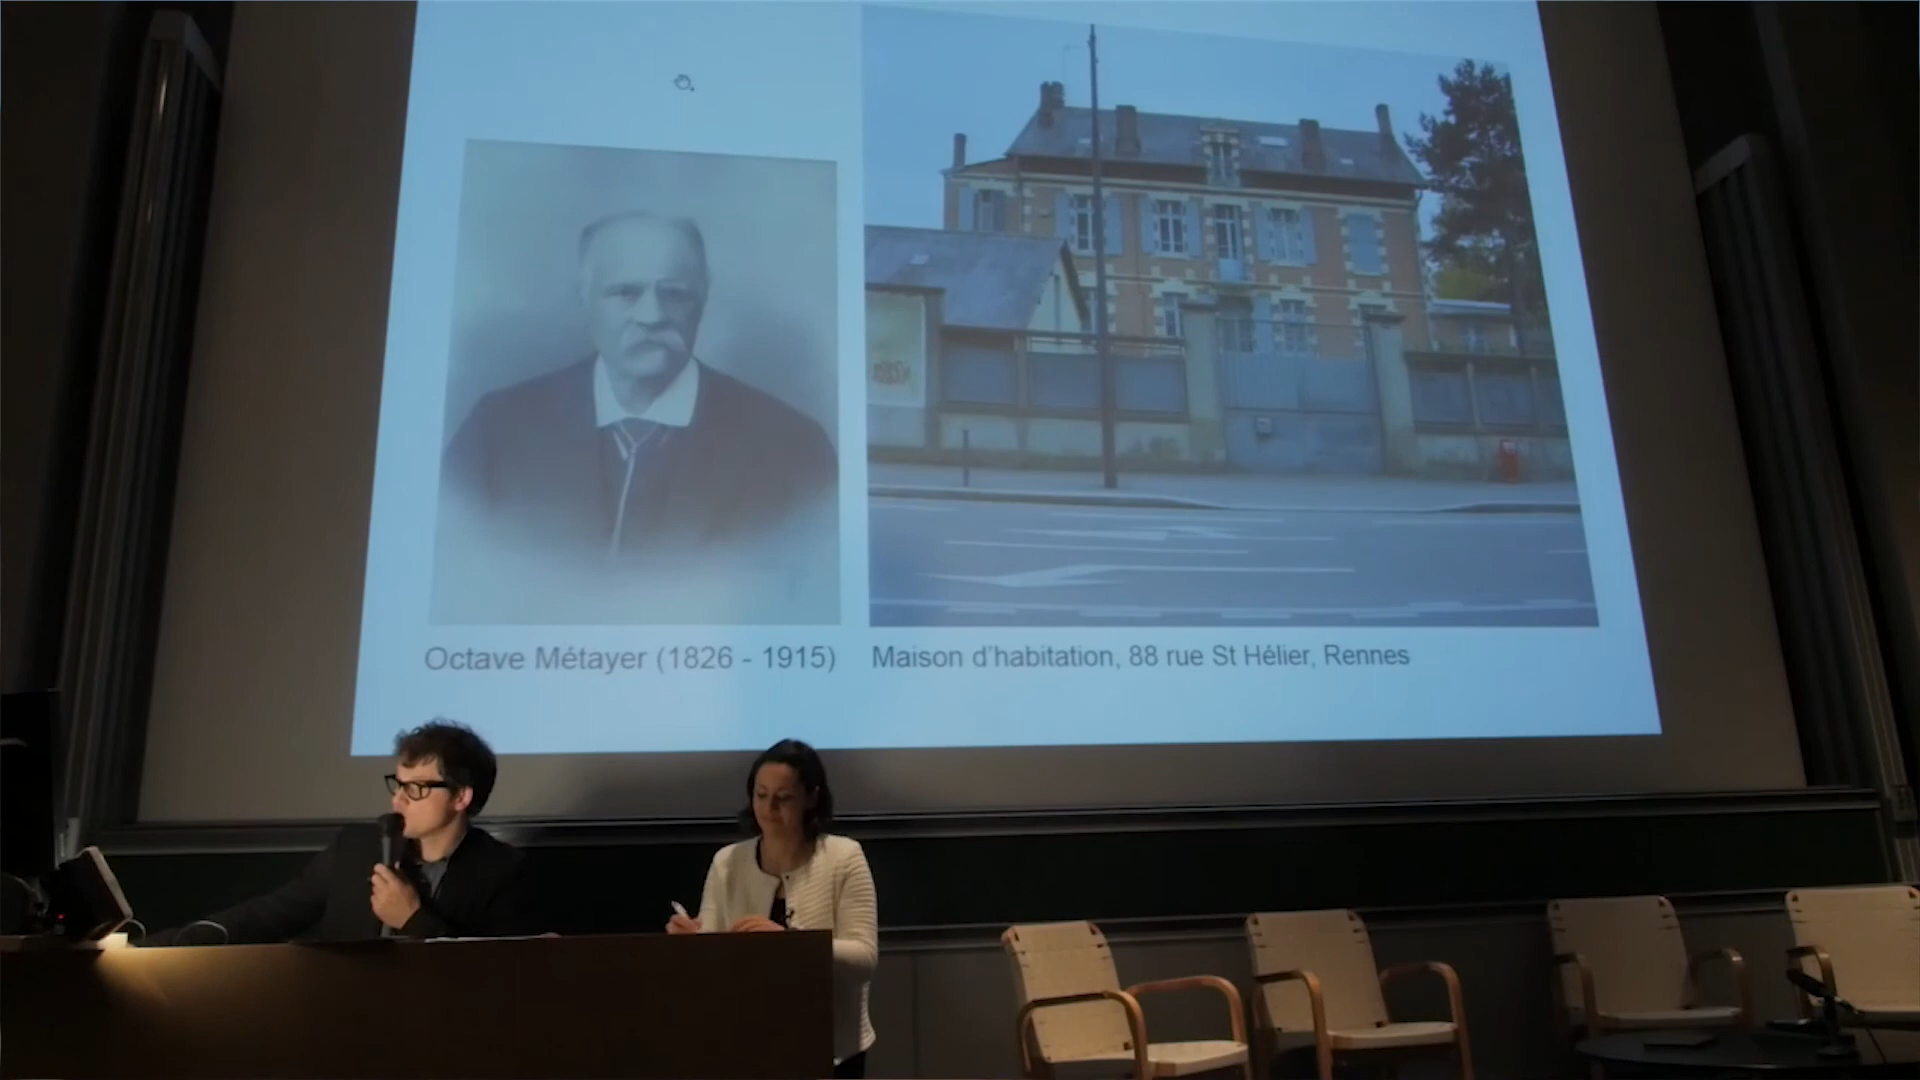 Octave Métayer (1826 - 1915)
Maison d'habitation, 88 rue St Hélier, Rennes